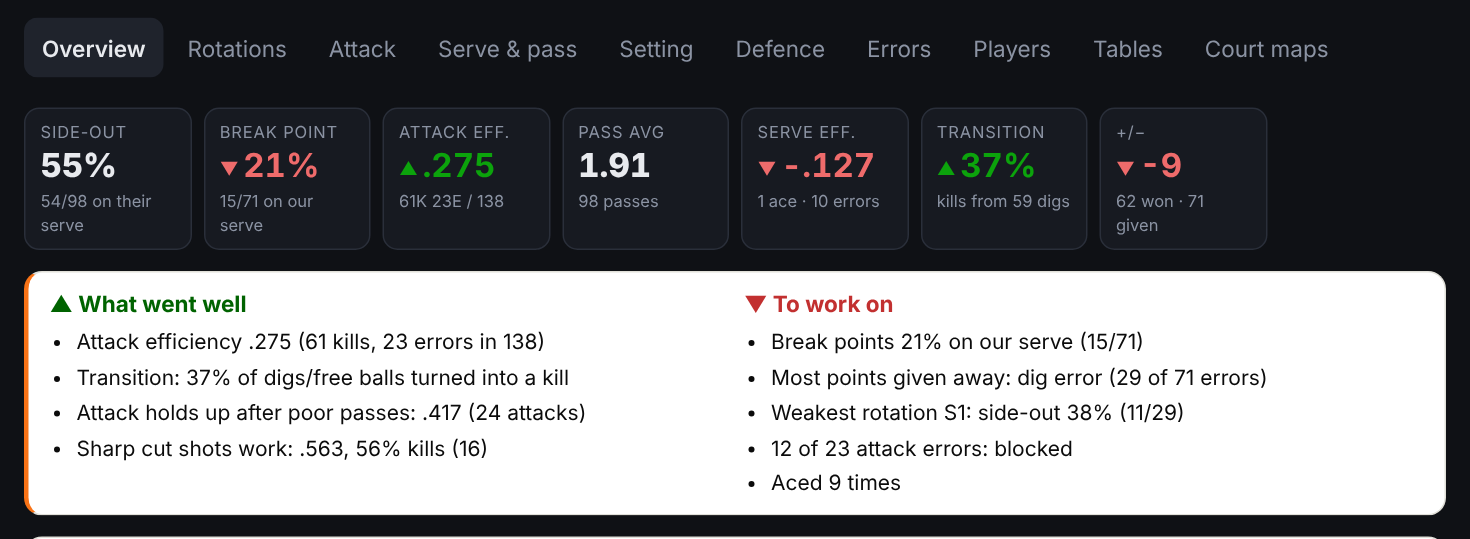 Overview Rotations Attack Serve & pass Setting Defence Errors Players Tables Court maps
SIDE-OUT
55%
54/98 on their
serve
BREAK POINT
▼21%
15/71 on our
serve
ATTACK EFF.
▲.275
61K 23E / 138
PASS AVG
1.91
98 passes
SERVE EFF.
▼ -.127
1 ace · 10 errors
TRANSITION
▲37%
kills from 59 digs
+/−
▼ -9
62 won · 71
given
▲ What went well
• Attack efficiency .275 (61 kills, 23 errors in 138)
• Transition: 37% of digs/free balls turned into a kill
• Attack holds up after poor passes: .417 (24 attacks)
• Sharp cut shots work: .563, 56% kills (16)
▼ To work on
• Break points 21% on our serve (15/71)
• Most points given away: dig error (29 of 71 errors)
• Weakest rotation S1: side-out 38% (11/29)
• 12 of 23 attack errors: blocked
• Aced 9 times